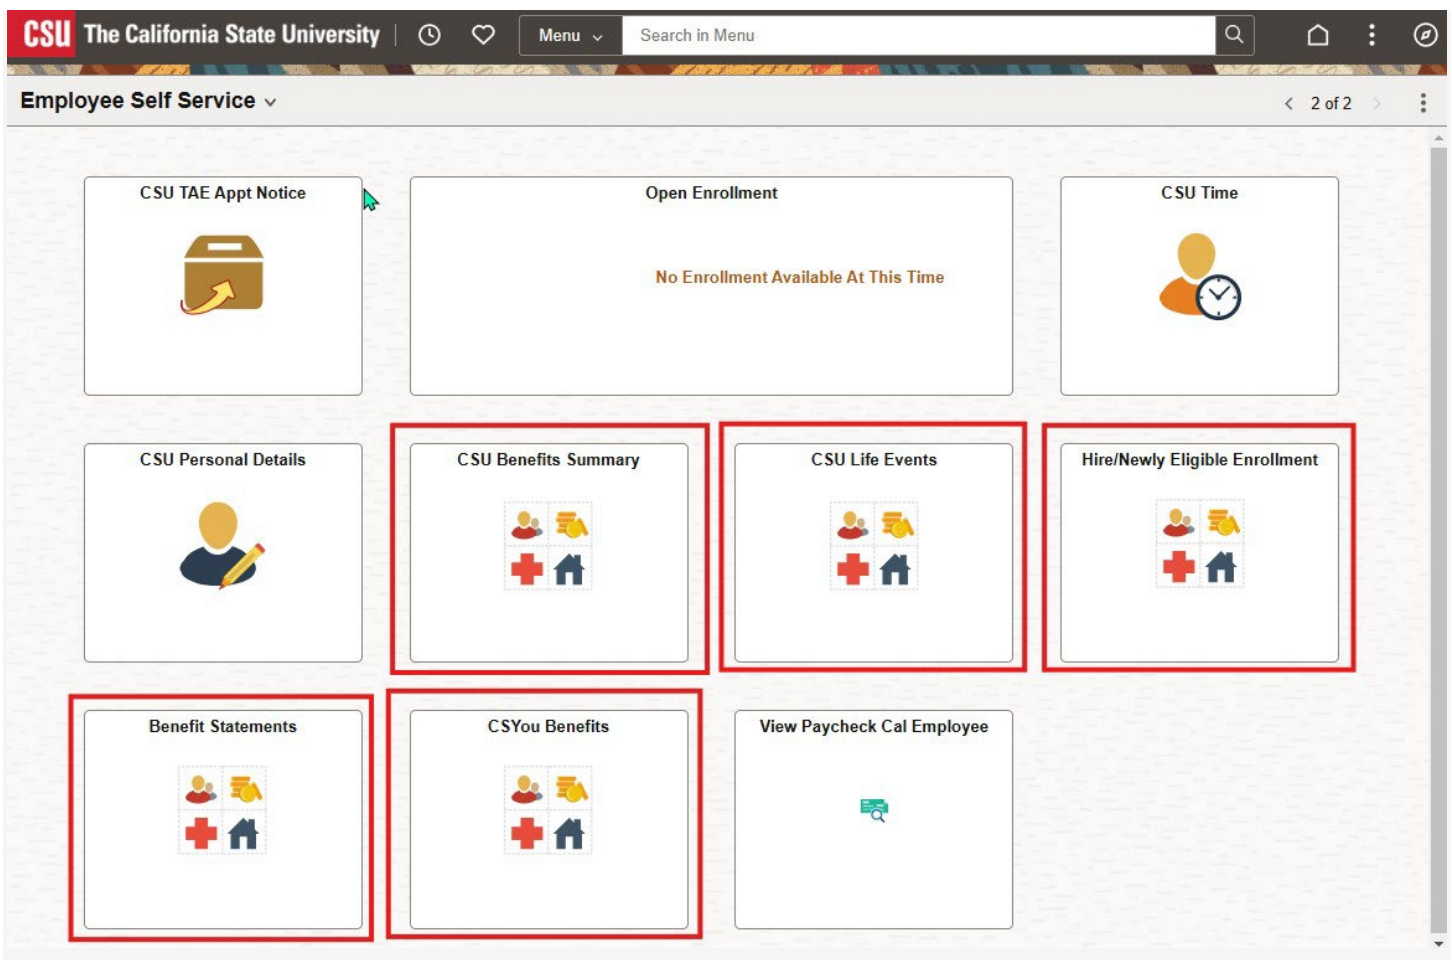 CSU The California State University Menu Search in Menu
Employee Self Service 2 of 2
CSU TAE Appt Notice
Open Enrollment
CSU Time
No Enrollment Available At This Time
CSU Personal Details
CSU Benefits Summary
CSU Life Events
Hire/Newly Eligible Enrollment
Benefit Statements
CSYou Benefits
View Paycheck Cal Employee